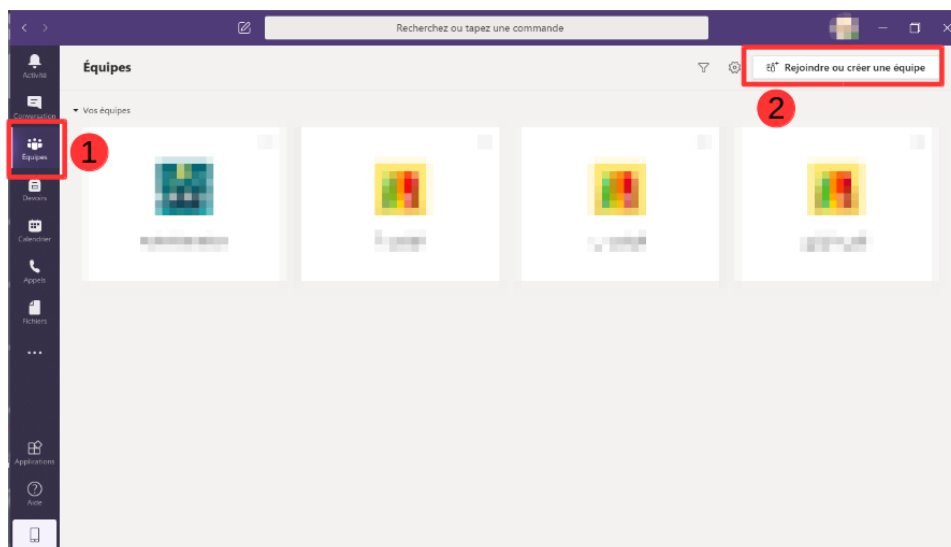 Recherchez ou tapez une commande
Activité
Équipes
Rejoindre ou créer une équipe
Conversation
Vos équipes
2
Équipes
1
Devoirs
Calendrier
Appels
Fichiers
Applications
Aide